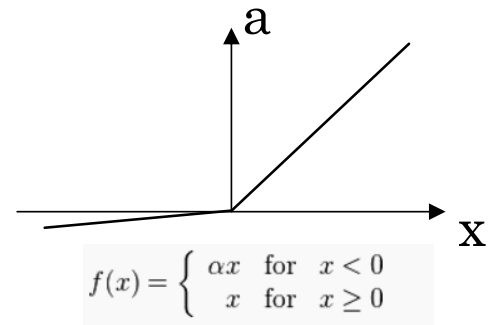 a
x
f(x) = { αx for x < 0
x for x ≥ 0